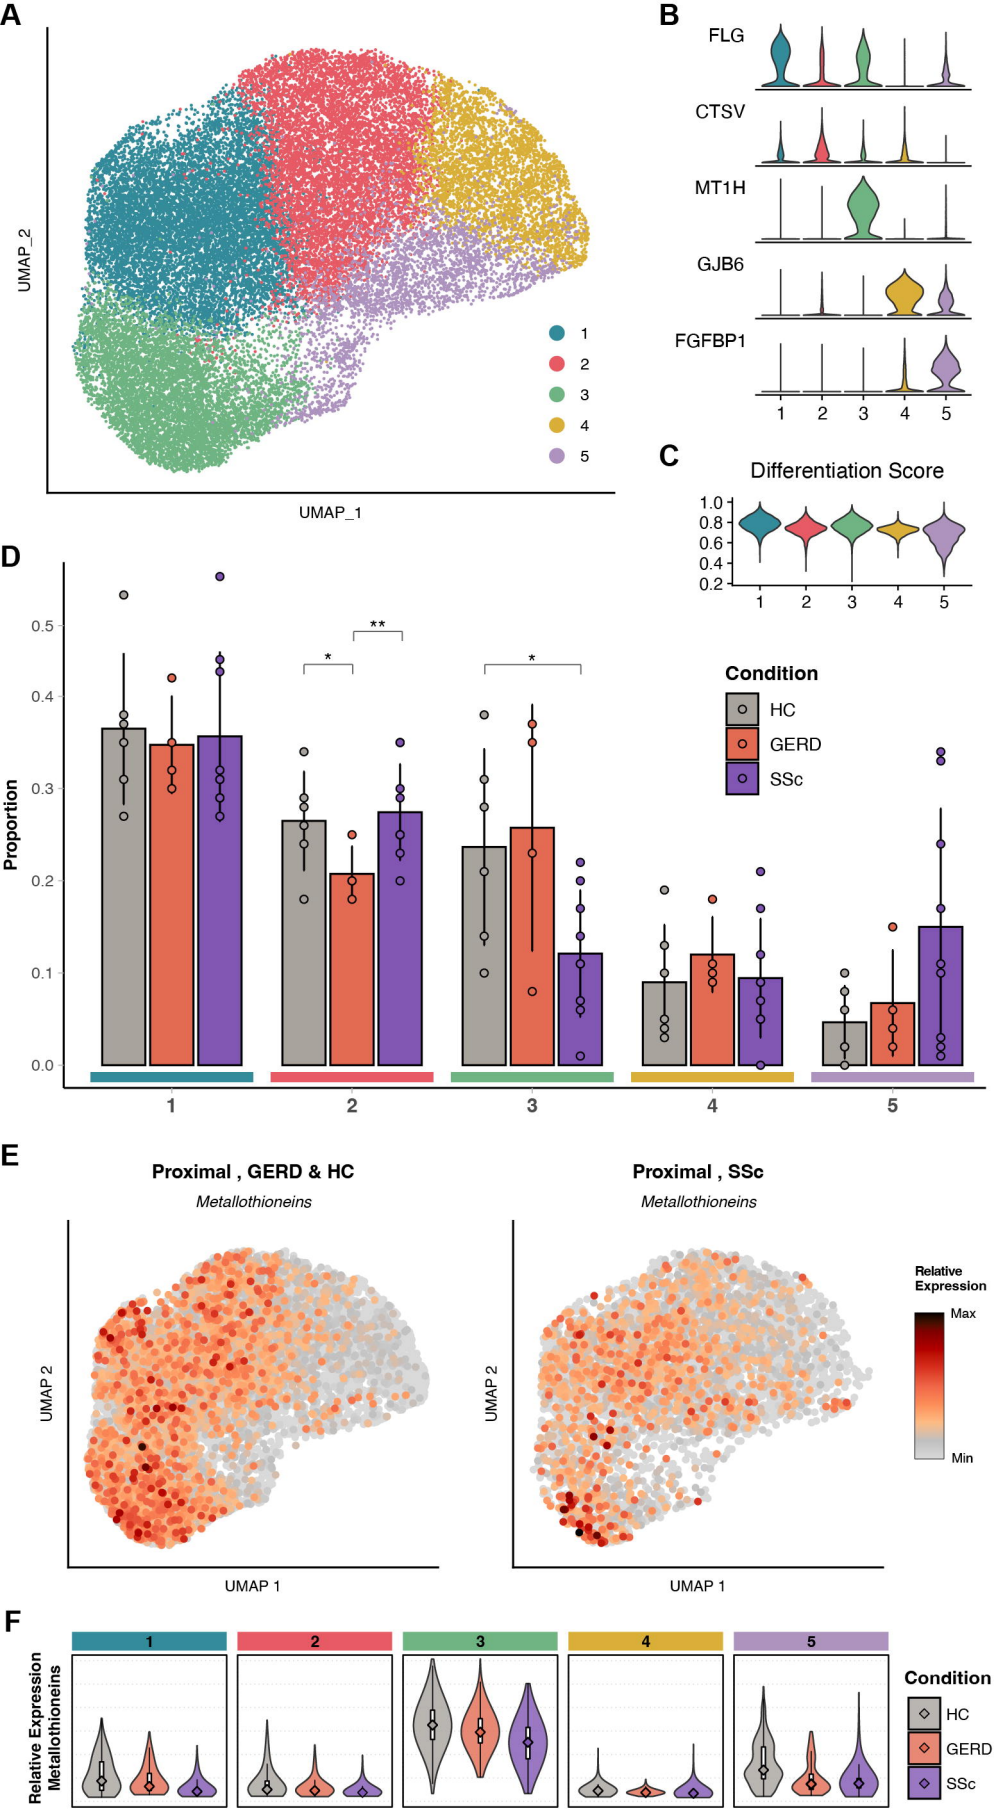 A
UMAP_2
UMAP_1
1
2
3
4
5
B
FLG
CTSV
MT1H
GJB6
FGFBP1
1 2 3 4 5
C
Differentiation Score
1.0
0.8
0.6
0.4
0.2
1 2 3 4 5
D
Proportion
0.5
0.4
0.3
0.2
0.1
0.0
* ** *
1 2 3 4 5
Condition
HC
GERD
SSc
E
Proximal , GERD & HC
Metallothioneins
UMAP 2
UMAP 1
Proximal , SSc
Metallothioneins
UMAP 2
UMAP 1
Relative
Expression
Max
Min
F
Relative Expression
Metallothioneins
1 2 3 4 5
Condition
HC
GERD
SSc